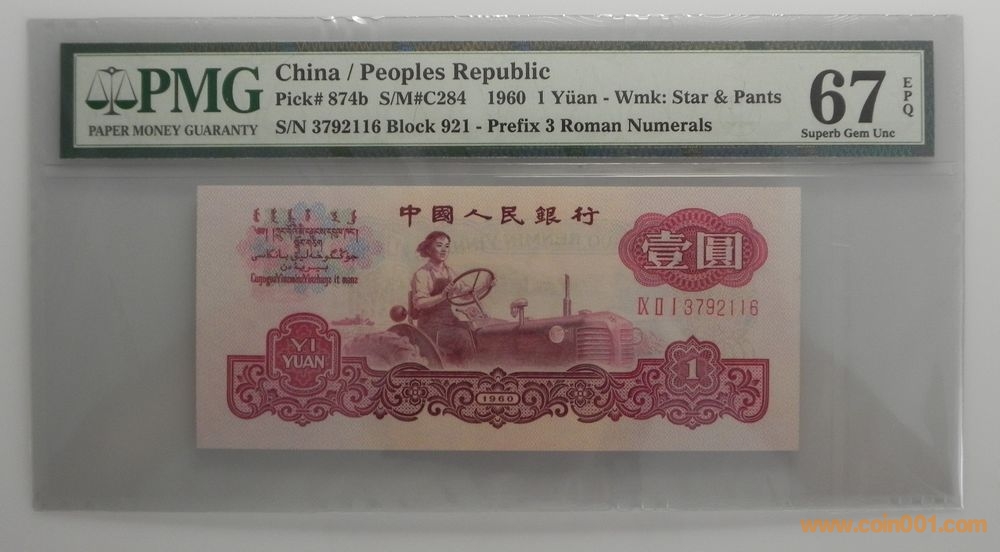 PMG
PAPER MONEY GUARANTY
China / Peoples Republic
Pick# 874b S/M#C284 1960 1 Yüan - Wmk: Star & Pants
S/N 3792116 Block 921 - Prefix 3 Roman Numerals
67
EPQ
Superb Gem Unc
中國人民銀行
壹圓
IX II I 3792116
YI
YUAN
1
1960
www.coin001.com